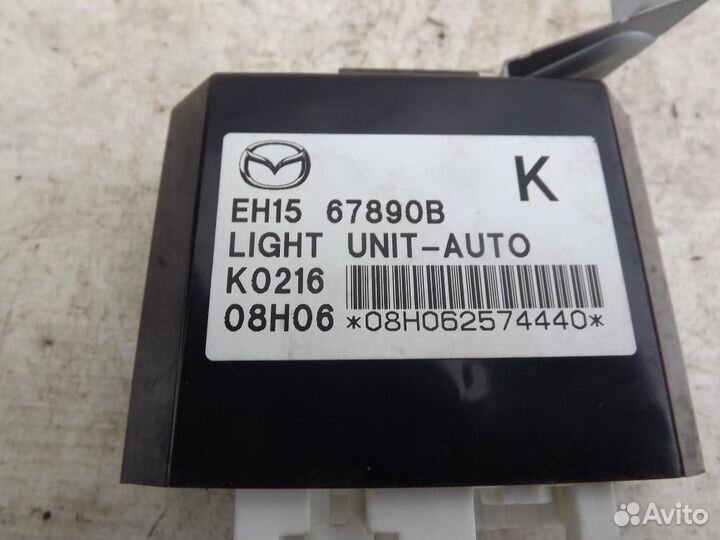 K
EH15 67890B
LIGHT UNIT-AUTO
K0216
08H06 *08H062574440*
Avito